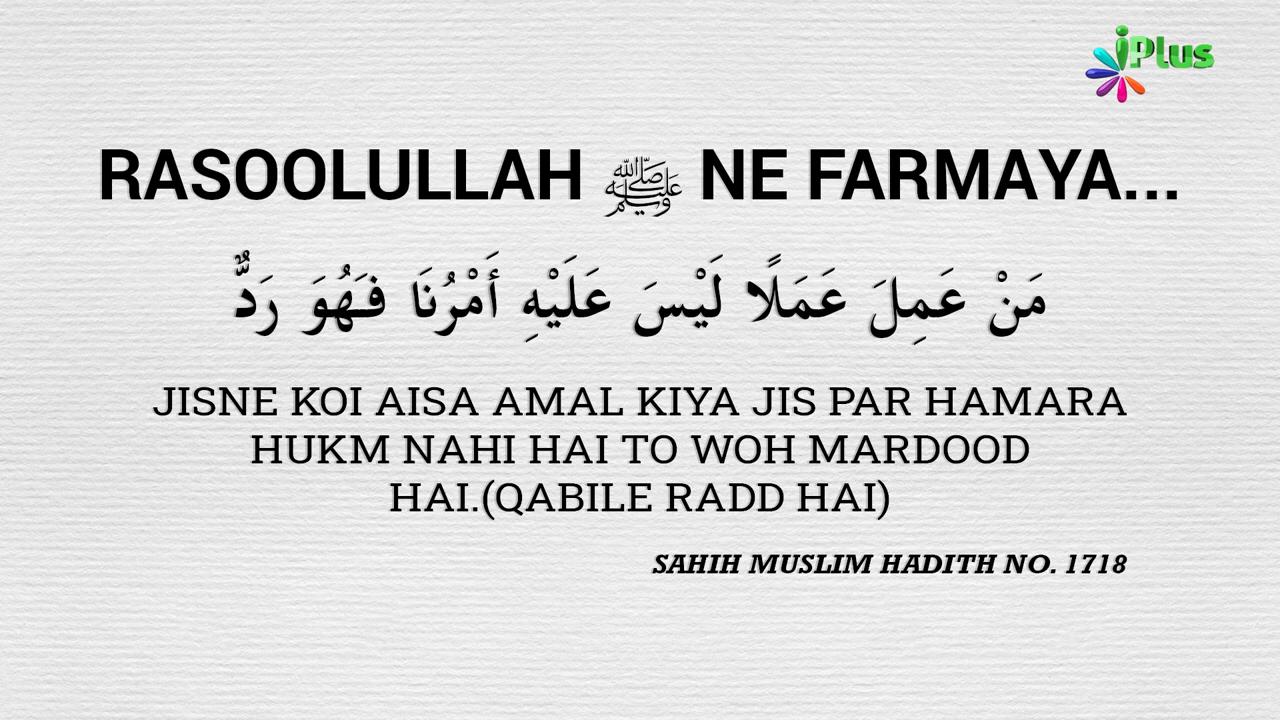 iPlus
RASOOLULLAH ﷺ NE FARMAYA...
مَنْ عَمِلَ عَمَلًا لَيْسَ عَلَيْهِ أَمْرُنَا فَهُوَ رَدٌّ
JISNE KOI AISA AMAL KIYA JIS PAR HAMARA
HUKM NAHI HAI TO WOH MARDOOD
HAI.(QABILE RADD HAI)
SAHIH MUSLIM HADITH NO. 1718